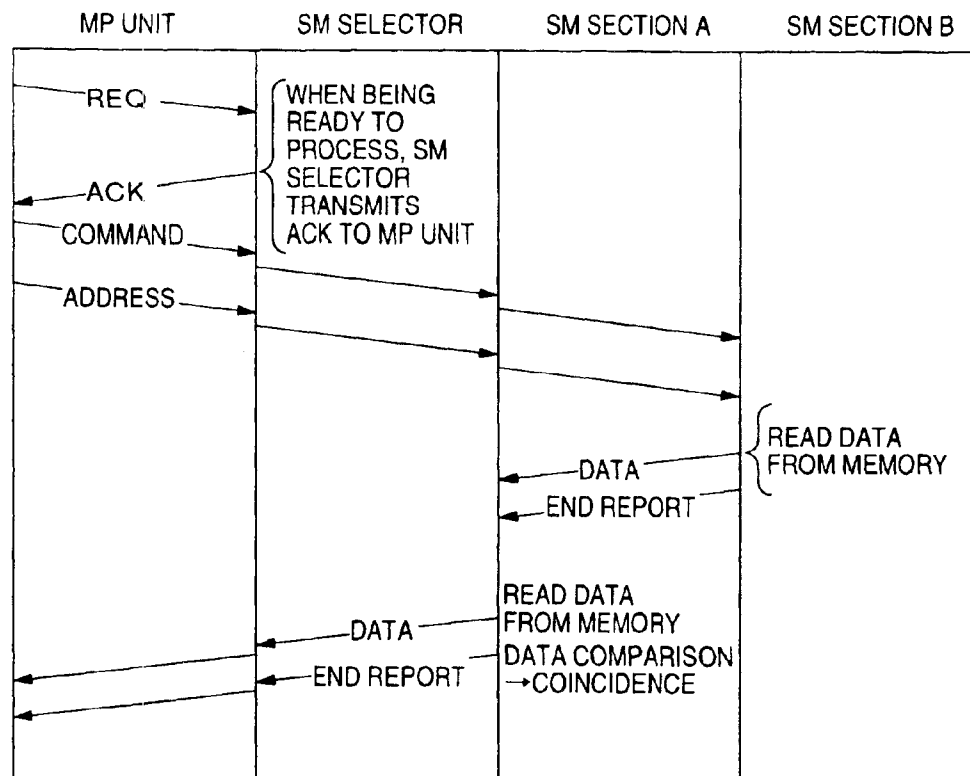 MP UNIT
SM SELECTOR
SM SECTION A
SM SECTION B
REQ
WHEN BEING
READY TO
PROCESS, SM
SELECTOR
TRANSMITS
ACK TO MP UNIT
ACK
COMMAND
ADDRESS
READ DATA
FROM MEMORY
DATA
END REPORT
READ DATA
FROM MEMORY
DATA
DATA COMPARISON
→COINCIDENCE
END REPORT